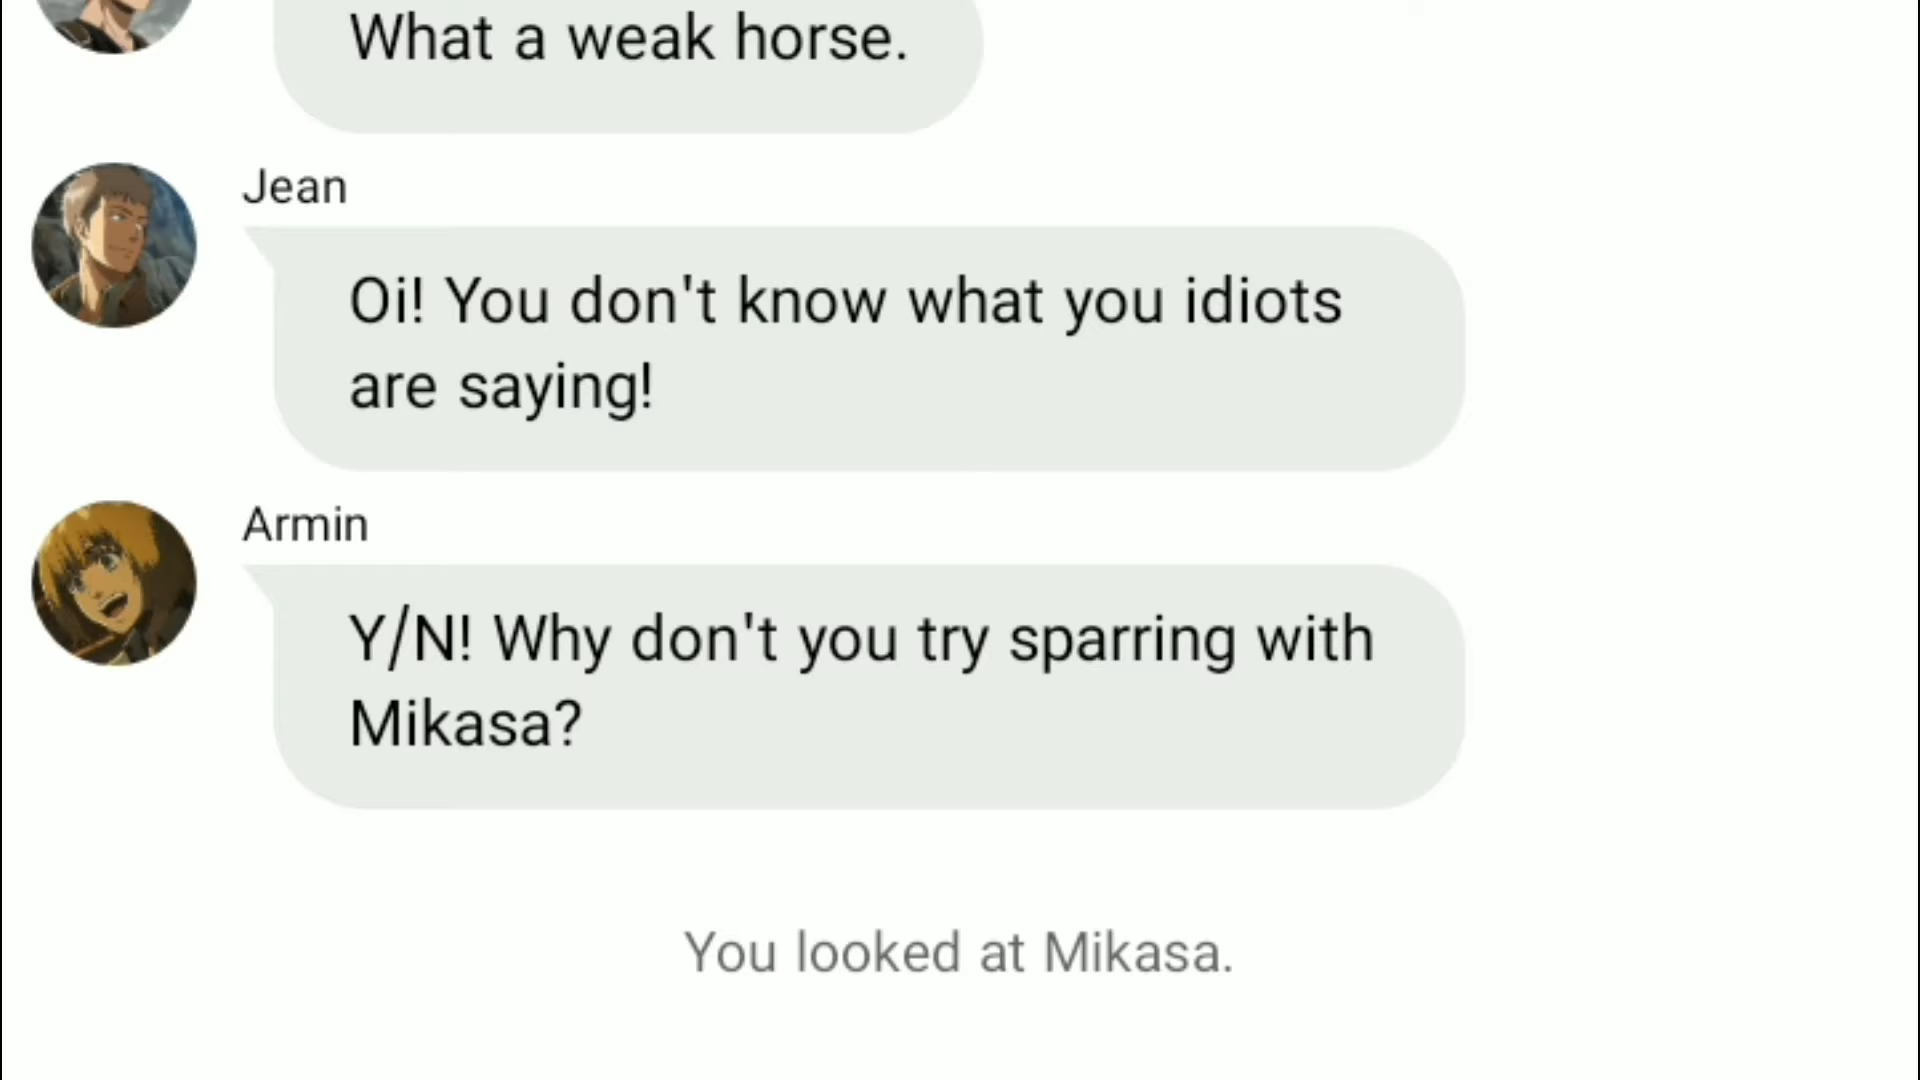 What a weak horse.
Jean
Oi! You don't know what you idiots
are saying!
Armin
Y/N! Why don't you try sparring with
Mikasa?
You looked at Mikasa.